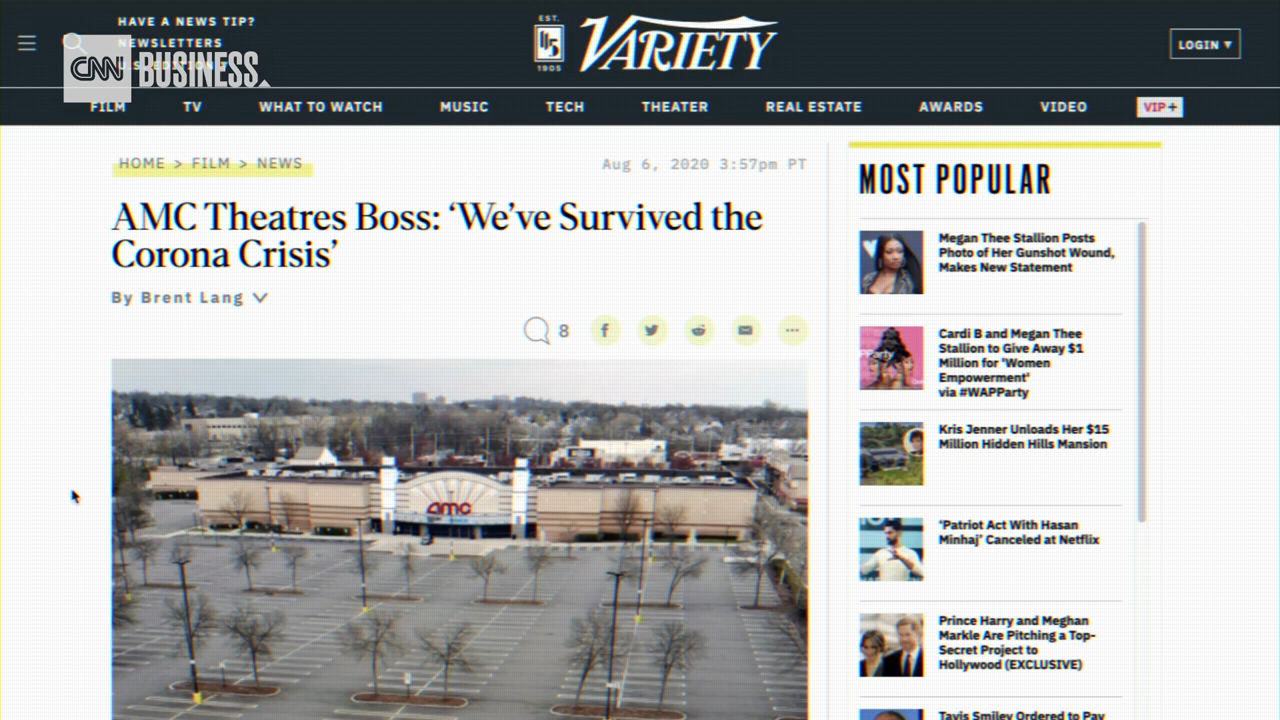 HAVE A NEWS TIP?
NEWSLETTERS
CNN BUSINESS
EST.
1905
VARIETY
LOGIN ▾
FILM TV WHAT TO WATCH MUSIC TECH THEATER REAL ESTATE AWARDS VIDEO VIP+
HOME > FILM > NEWS
Aug 6, 2020 3:57pm PT
AMC Theatres Boss: ‘We’ve Survived the
Corona Crisis’
By Brent Lang
8
amc
MOST POPULAR
Megan Thee Stallion Posts
Photo of Her Gunshot Wound,
Makes New Statement
Cardi B and Megan Thee
Stallion to Give Away $1
Million for 'Women
Empowerment'
via #WAPParty
Kris Jenner Unloads Her $15
Million Hidden Hills Mansion
‘Patriot Act With Hasan
Minhaj’ Canceled at Netflix
Prince Harry and Meghan
Markle Are Pitching a Top-
Secret Project to
Hollywood (EXCLUSIVE)
Tavis Smiley Ordered to Pay